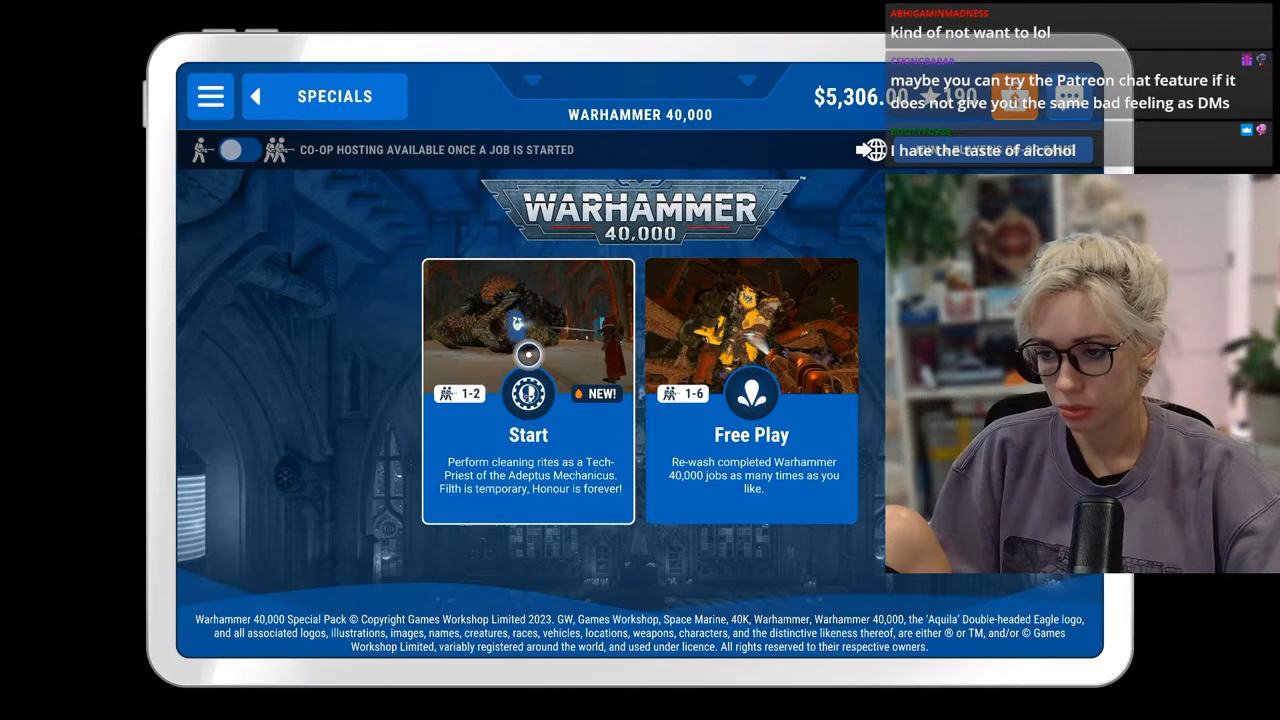 ABHIGAMINMADNESS
kind of not want to lol
maybe you can try the Patreon chat feature if it
does not give you the same bad feeling as DMs
I hate the taste of alcohol
SPECIALS
WARHAMMER 40,000
$5,306.
190
CO-OP HOSTING AVAILABLE ONCE A JOB IS STARTED
WARHAMMER
40,000
™
1-2
NEW!
Start
Perform cleaning rites as a Tech-
Priest of the Adeptus Mechanicus.
Filth is temporary, Honour is forever!
1-6
Free Play
Re-wash completed Warhammer
40,000 jobs as many times as you
like.
Warhammer 40,000 Special Pack © Copyright Games Workshop Limited 2023. GW, Games Workshop, Space Marine, 40K, Warhammer, Warhammer 40,000, the ‘Aquila’ Double-headed Eagle logo,
and all associated logos, illustrations, images, names, creatures, races, vehicles, locations, weapons, characters, and the distinctive likeness thereof, are either ® or TM, and/or © Games
Workshop Limited, variably registered around the world, and used under licence. All rights reserved to their respective owners.